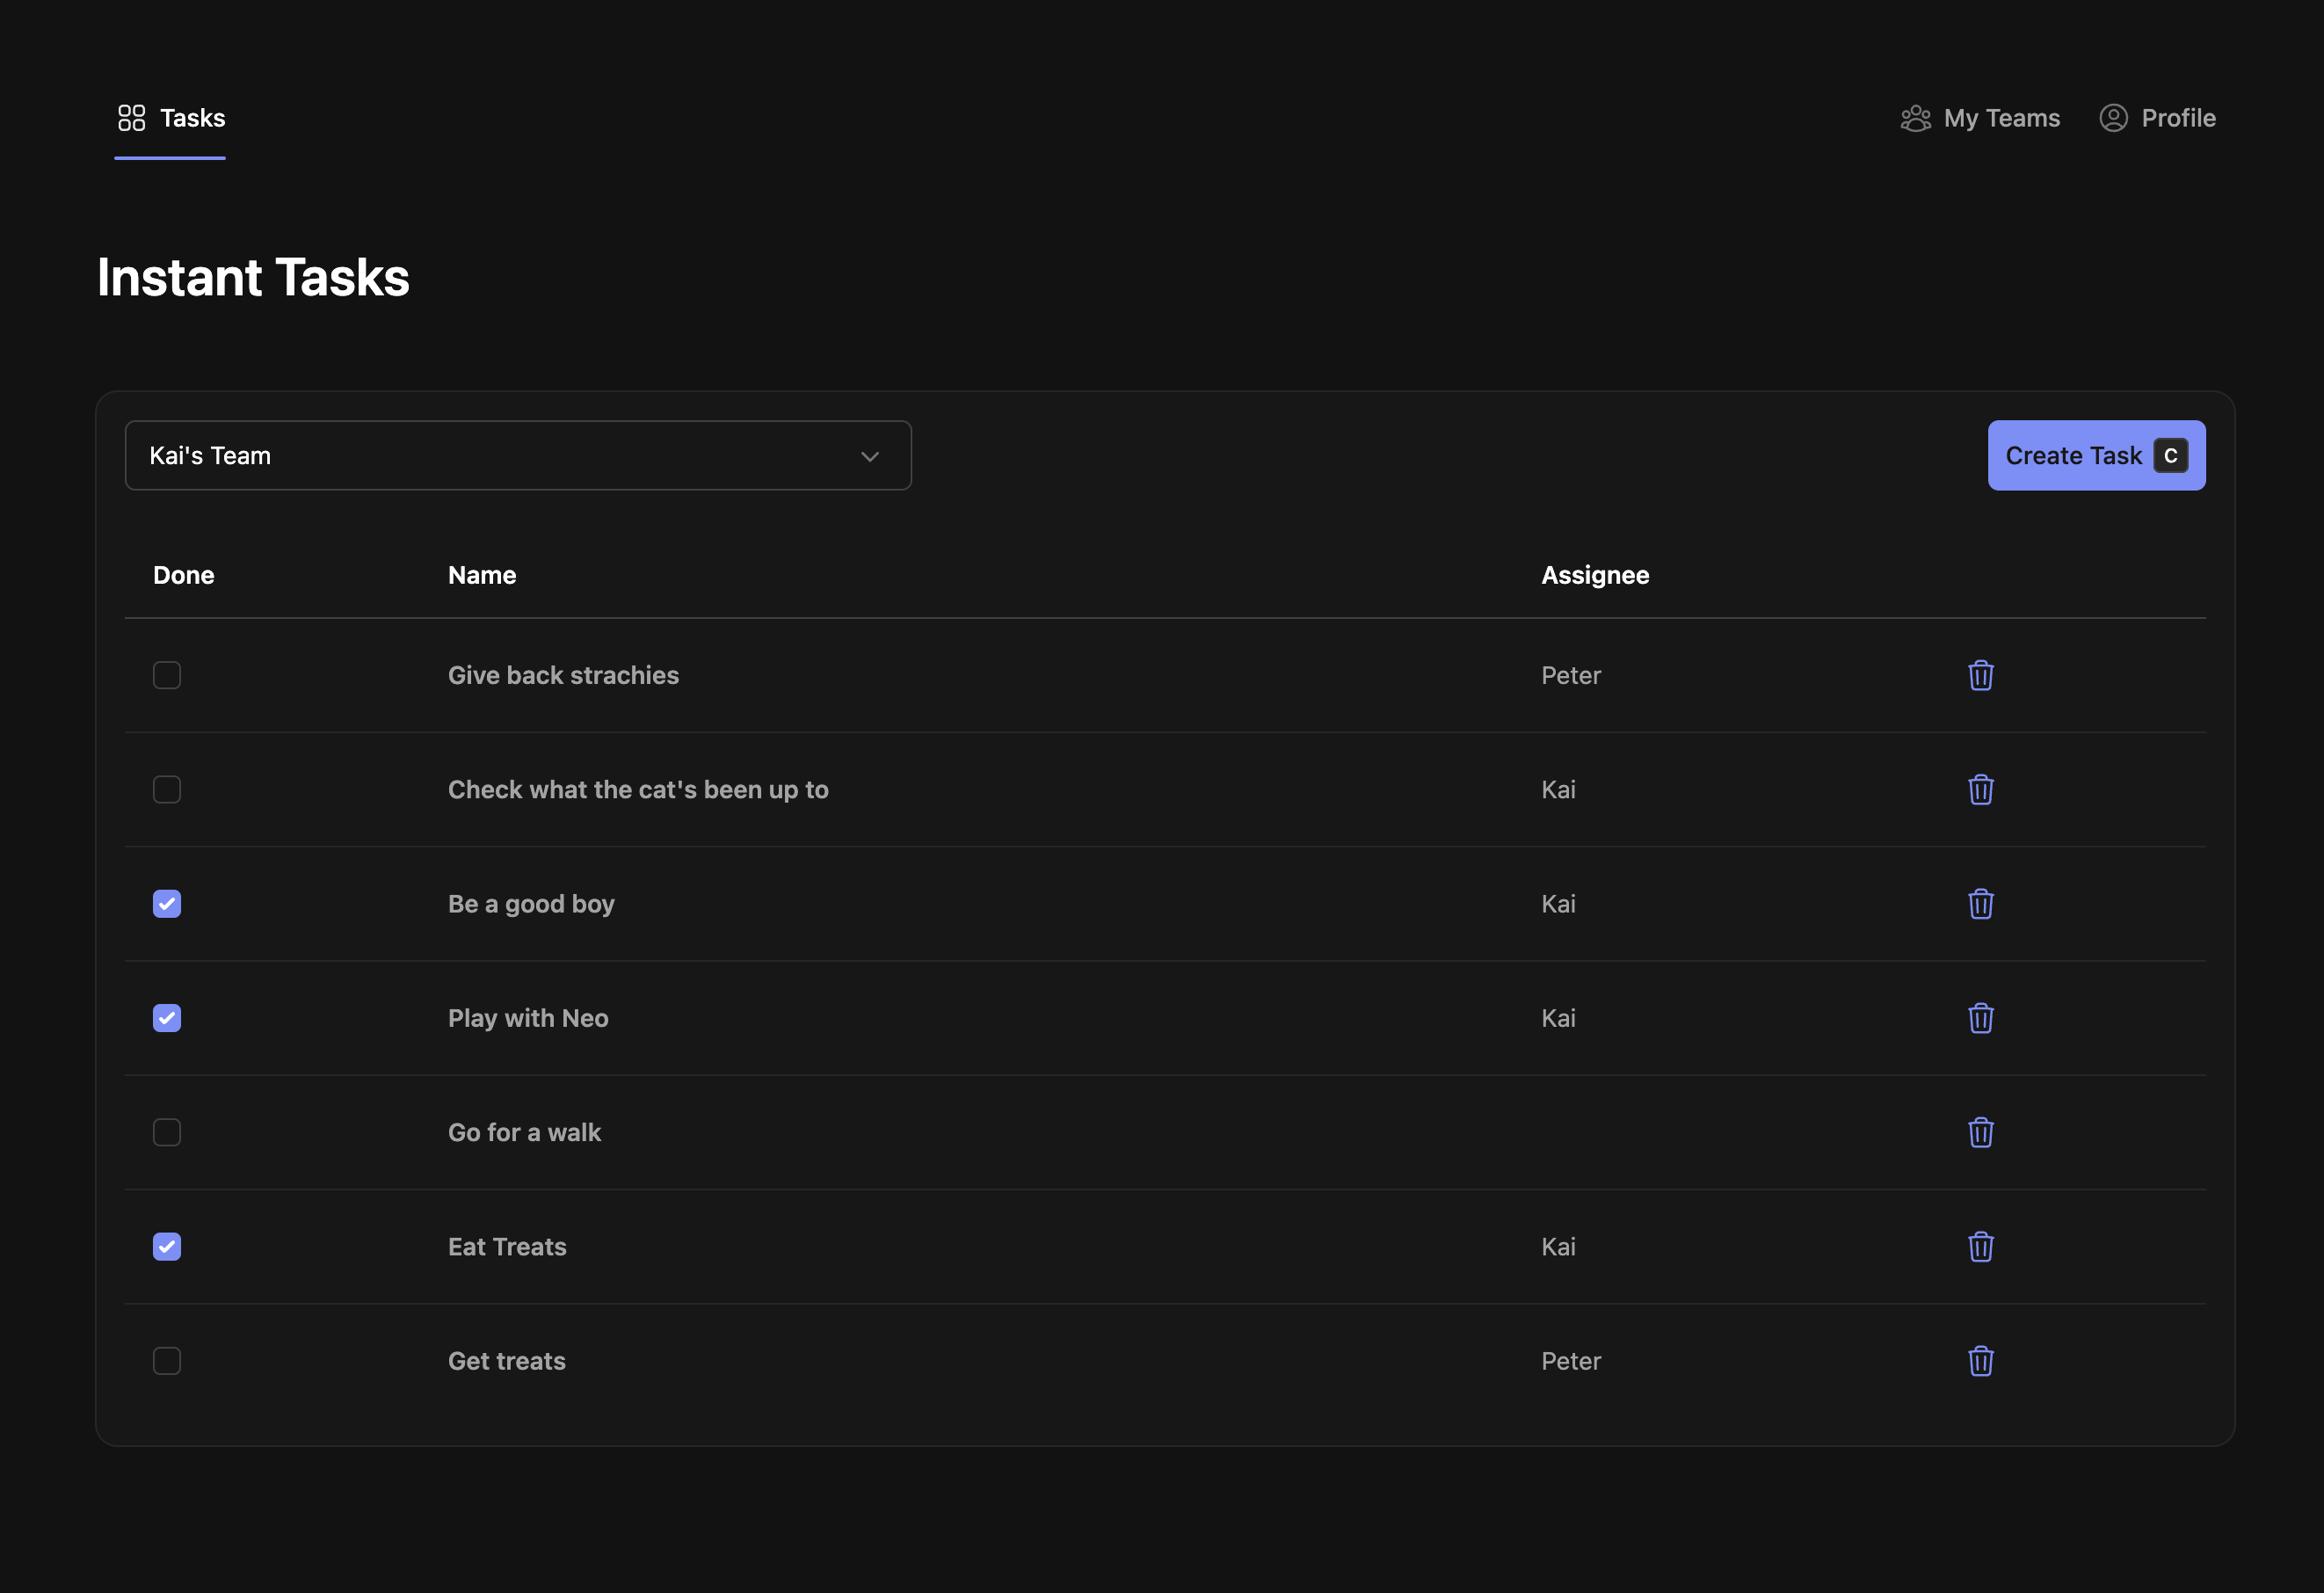 Tasks
My Teams
Profile
Instant Tasks
Kai's Team
Create Task C
Done Name Assignee
Give back strachies Peter
Check what the cat's been up to Kai
Be a good boy Kai
Play with Neo Kai
Go for a walk
Eat Treats Kai
Get treats Peter